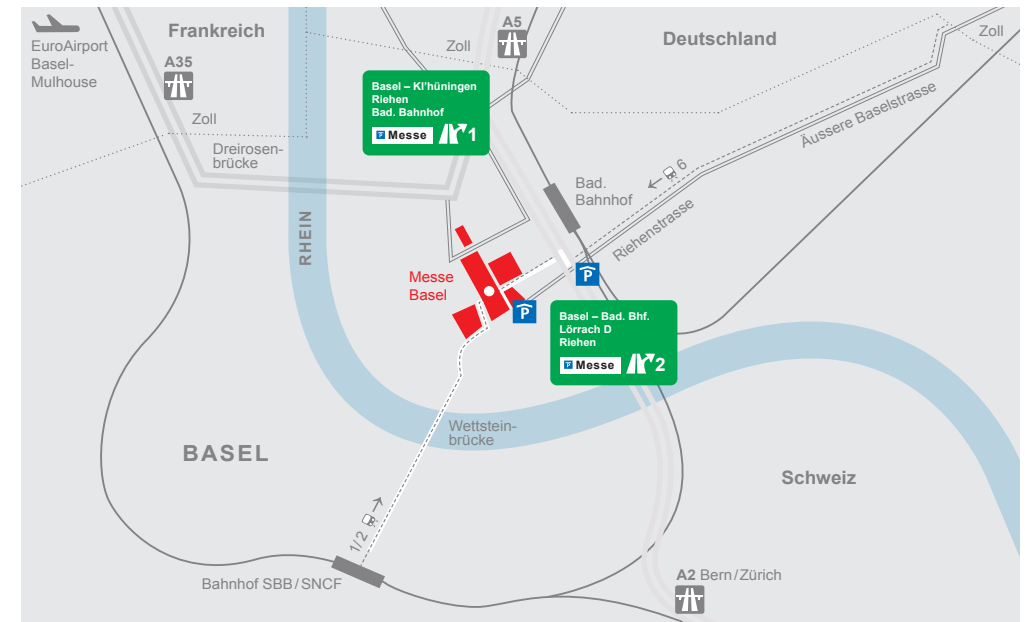 Frankreich
A5
Deutschland
Zoll
Zoll
EuroAirport
Basel-
Mulhouse
A35
Basel – Kl'hüningen
Riehen
Bad. Bahnhof
P Messe 1
Zoll
Äussere Baselstrasse
Dreirosen-
brücke
6
Bad.
Bahnhof
RHEIN
Riehenstrasse
Messe
Basel
P
P
Basel – Bad. Bhf.
Lörrach D
Riehen
P Messe 2
Wettstein-
brücke
BASEL
Schweiz
1/2
Bahnhof SBB/SNCF
A2 Bern/Zürich